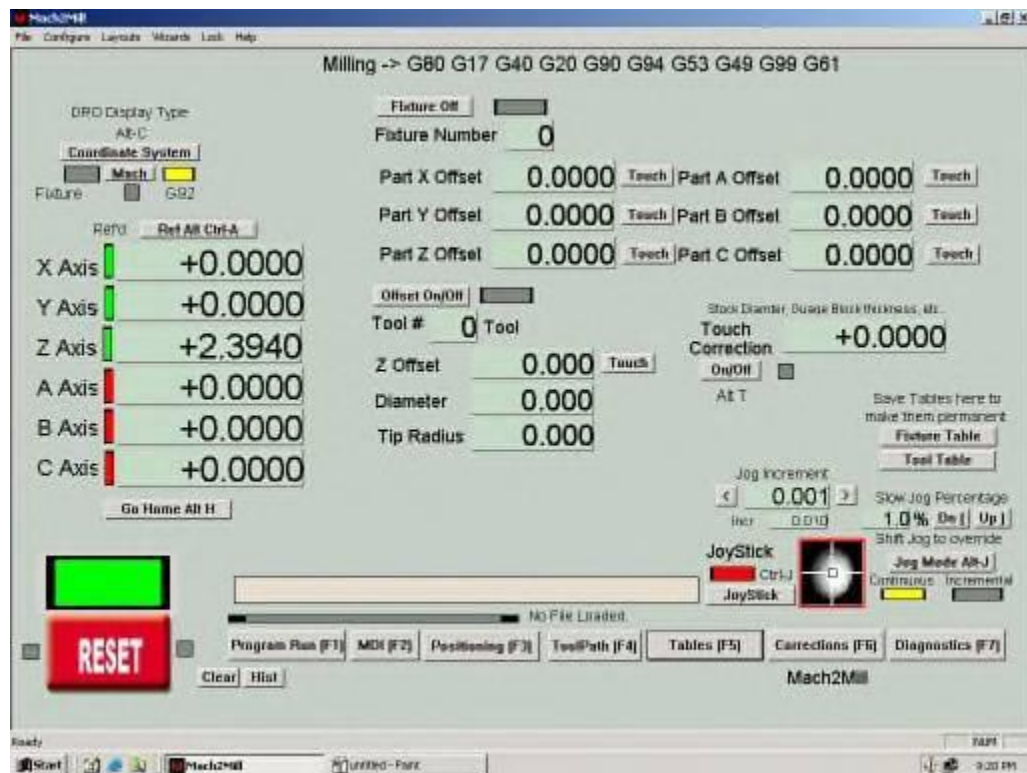 Mach2Mill
File Configure Layouts Wizards Look Help
Milling -> G80 G17 G40 G20 G90 G94 G53 G49 G99 G61
DRO Display Type
Alt-C
Coordinate System
Mach
Fixture G92
Fixture Off
Fixture Number 0
Part X Offset 0.0000 Touch Part A Offset 0.0000 Touch
Part Y Offset 0.0000 Touch Part B Offset 0.0000 Touch
Part Z Offset 0.0000 Touch Part C Offset 0.0000 Touch
Ref All Ctrl-A
X Axis +0.0000
Y Axis +0.0000
Z Axis +2.3940
A Axis +0.0000
B Axis +0.0000
C Axis +0.0000
Go Home Alt H
Offset On/Off
Tool # 0 Tool
Z Offset 0.000 Touch
Diameter 0.000
Tip Radius 0.000
Touch
Correction +0.0000
On/Off
Alt T
Save Tables here to
make them permanent
Fixture Table
Tool Table
Jog Increment
< 0.001 >
Incr 0.010
Slow Jog Percentage
1.0% Dn Up
Shift Jog to override
Jog Mode Alt-J
Continuous Incremental
JoyStick
Ctrl-J
JoyStick
No File Loaded.
RESET
Program Run (F1) MDI (F2) Positioning (F3) ToolPath (F4) Tables (F5) Corrections (F6) Diagnostics (F7)
Clear Hist
Mach2Mill
Ready
NUM
Start Mach2Mill untitled - Paint 9:20 PM